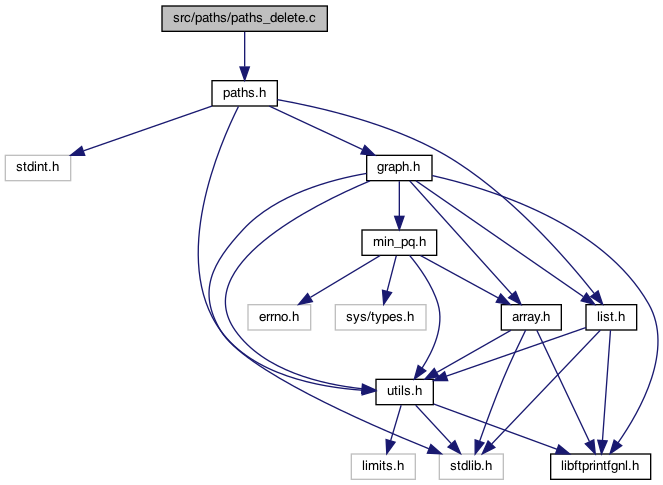 src/paths/paths_delete.c
paths.h
stdint.h
graph.h
min_pq.h
errno.h
sys/types.h
array.h
list.h
utils.h
limits.h
stdlib.h
libftprintfgnl.h